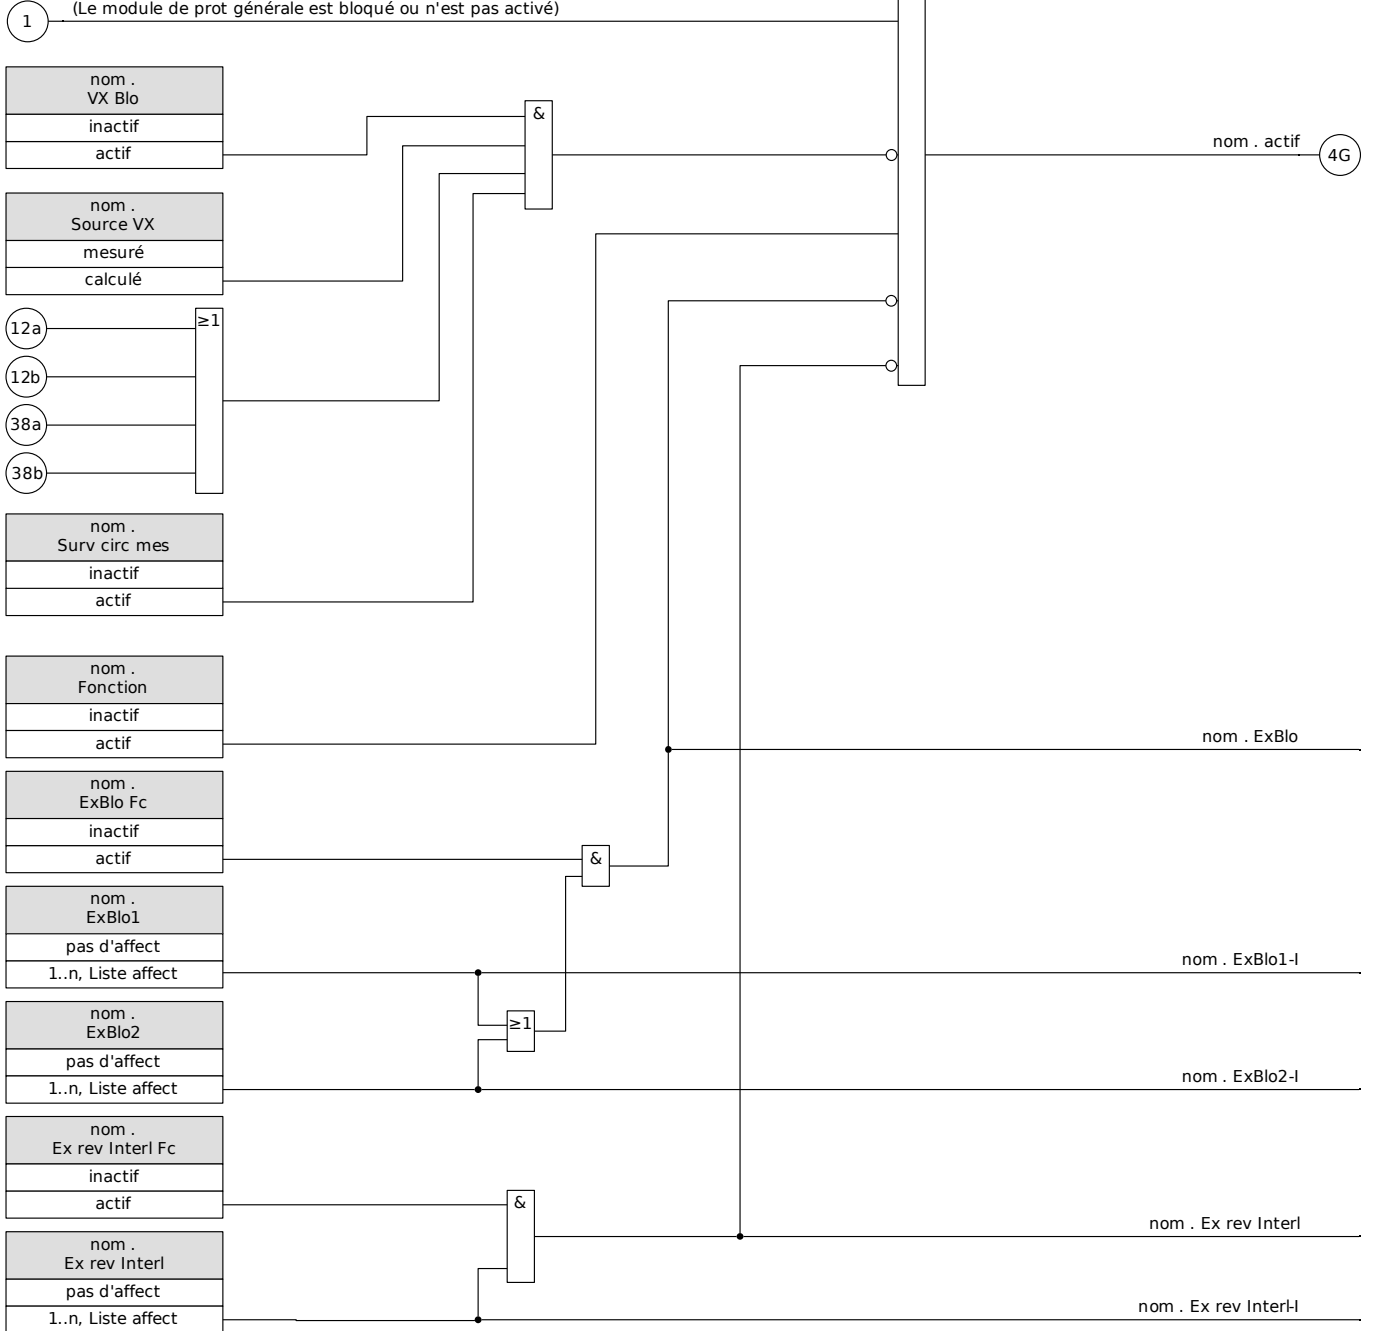 (Le module de prot générale est bloqué ou n'est pas activé)
1
nom .
VX Blo
inactif
actif
&
nom . actif
4G
nom .
Source VX
mesuré
calculé
12a
≥1
12b
38a
38b
nom .
Surv circ mes
inactif
actif
nom .
Fonction
inactif
actif
nom . ExBlo
nom .
ExBlo Fc
inactif
actif
&
nom .
ExBlo1
pas d'affect
1..n, Liste affect
nom . ExBlo1-I
nom .
ExBlo2
≥1
pas d'affect
1..n, Liste affect
nom . ExBlo2-I
nom .
Ex rev Interl Fc
inactif
actif
&
nom . Ex rev Interl
nom .
Ex rev Interl
pas d'affect
1..n, Liste affect
nom . Ex rev Interl-I